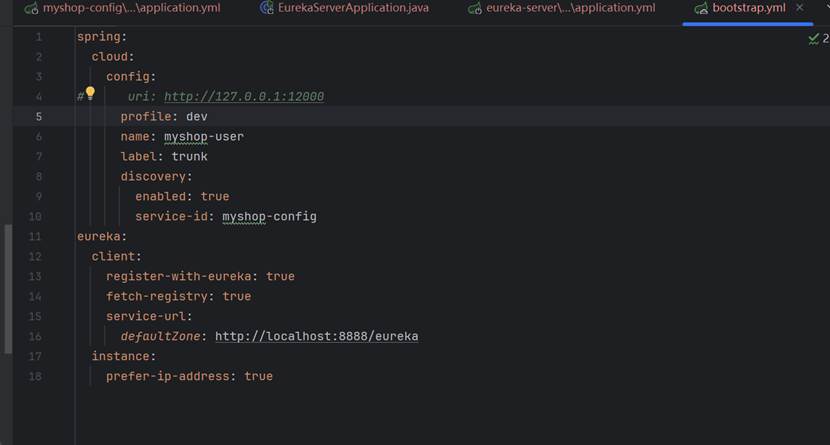 myshop-config\...\application.yml EurekaServerApplication.java eureka-server\...\application.yml bootstrap.yml
1 spring:
2 cloud:
3 config:
4 # uri: http://127.0.0.1:12000
5 profile: dev
6 name: myshop-user
7 label: trunk
8 discovery:
9 enabled: true
10 service-id: myshop-config
11 eureka:
12 client:
13 register-with-eureka: true
14 fetch-registry: true
15 service-url:
16 defaultZone: http://localhost:8888/eureka
17 instance:
18 prefer-ip-address: true
2